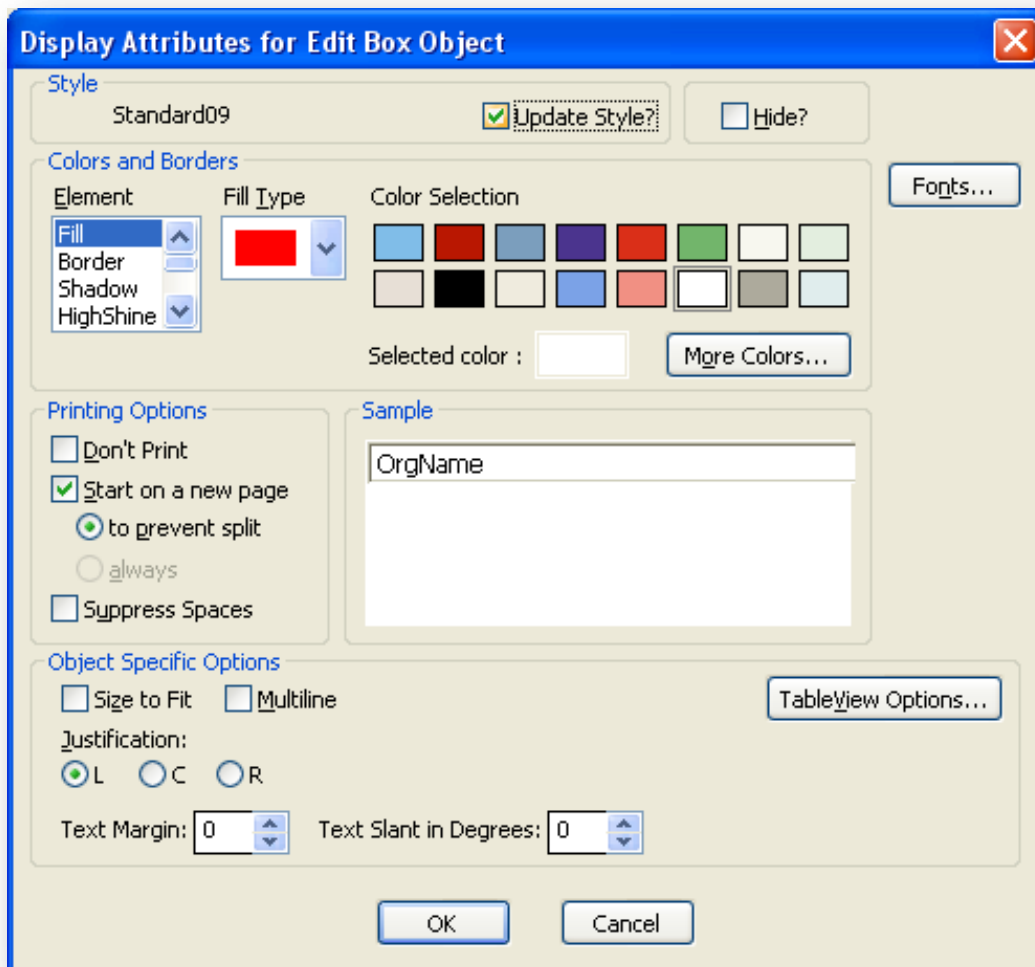 Display Attributes for Edit Box Object
Style
Standard09
Update Style?
Hide?
Colors and Borders
Element
Fill Type
Color Selection
Fonts...
Fill
Border
Shadow
HighShine
Selected color :
More Colors...
Printing Options
Don't Print
Start on a new page
to prevent split
always
Suppress Spaces
Sample
OrgName
Object Specific Options
Size to Fit
Multiline
TableView Options...
Justification:
L
C
R
Text Margin: 0
Text Slant in Degrees: 0
OK
Cancel